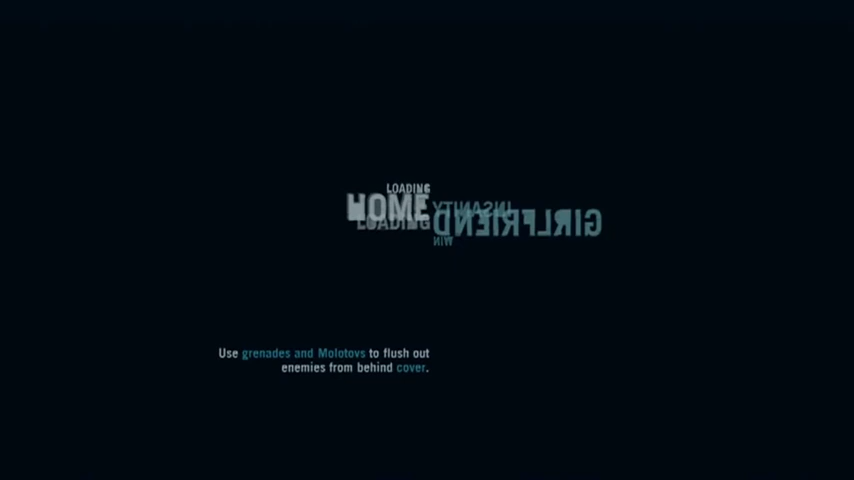 LOADING
HOME
LOADING
INSANITY
GIRLFRIEND
WIN
Use grenades and Molotovs to flush out
enemies from behind cover.